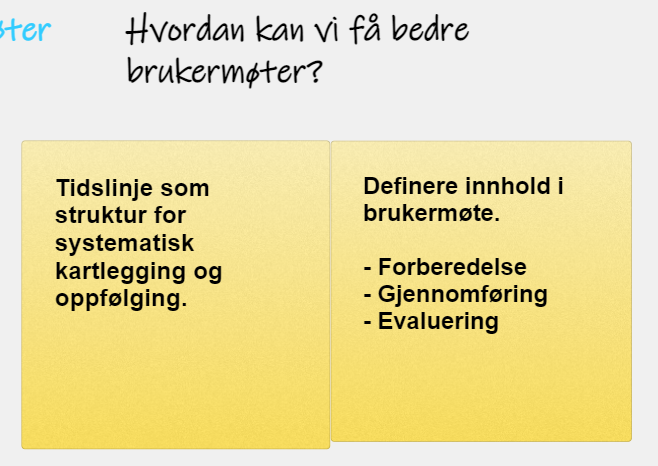 øter
Hvordan kan vi få bedre
brukermøter?
Tidslinje som
struktur for
systematisk
kartlegging og
oppfølging.
Definere innhold i
brukermøte.
- Forberedelse
- Gjennomføring
- Evaluering